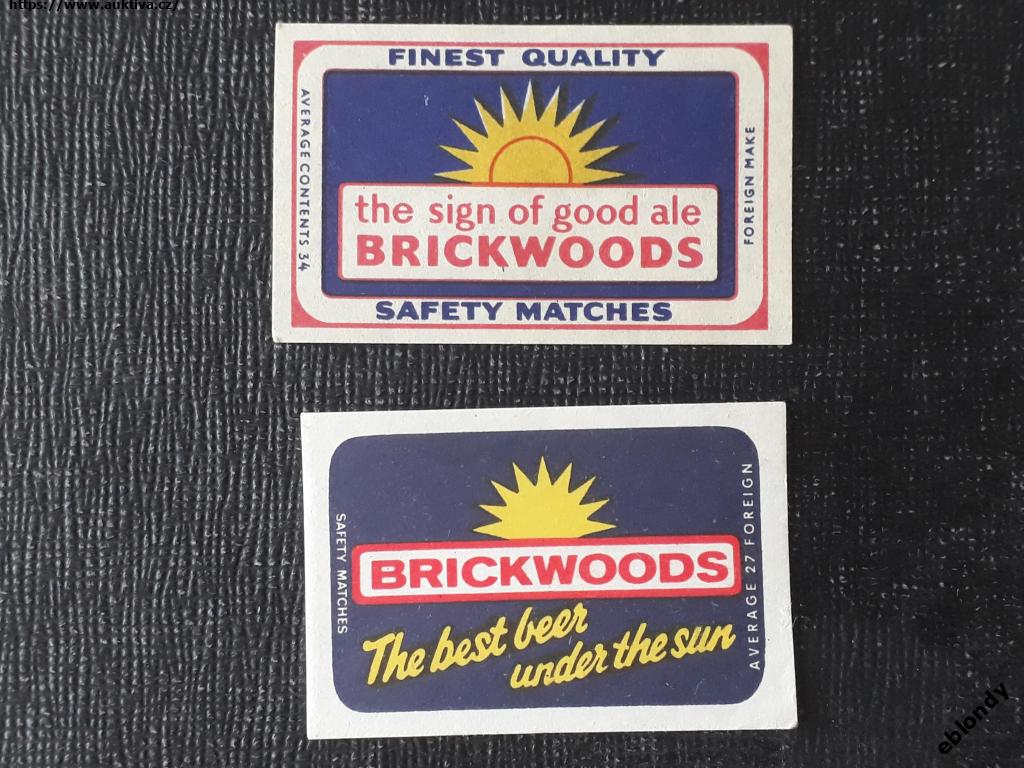 https://www.auktiva.cz/
FINEST QUALITY
AVERAGE CONTENTS 34
the sign of good ale
BRICKWOODS
FOREIGN MAKE
SAFETY MATCHES
SAFETY MATCHES
BRICKWOODS
The best beer
under the sun
AVERAGE 27 FOREIGN
eblondy